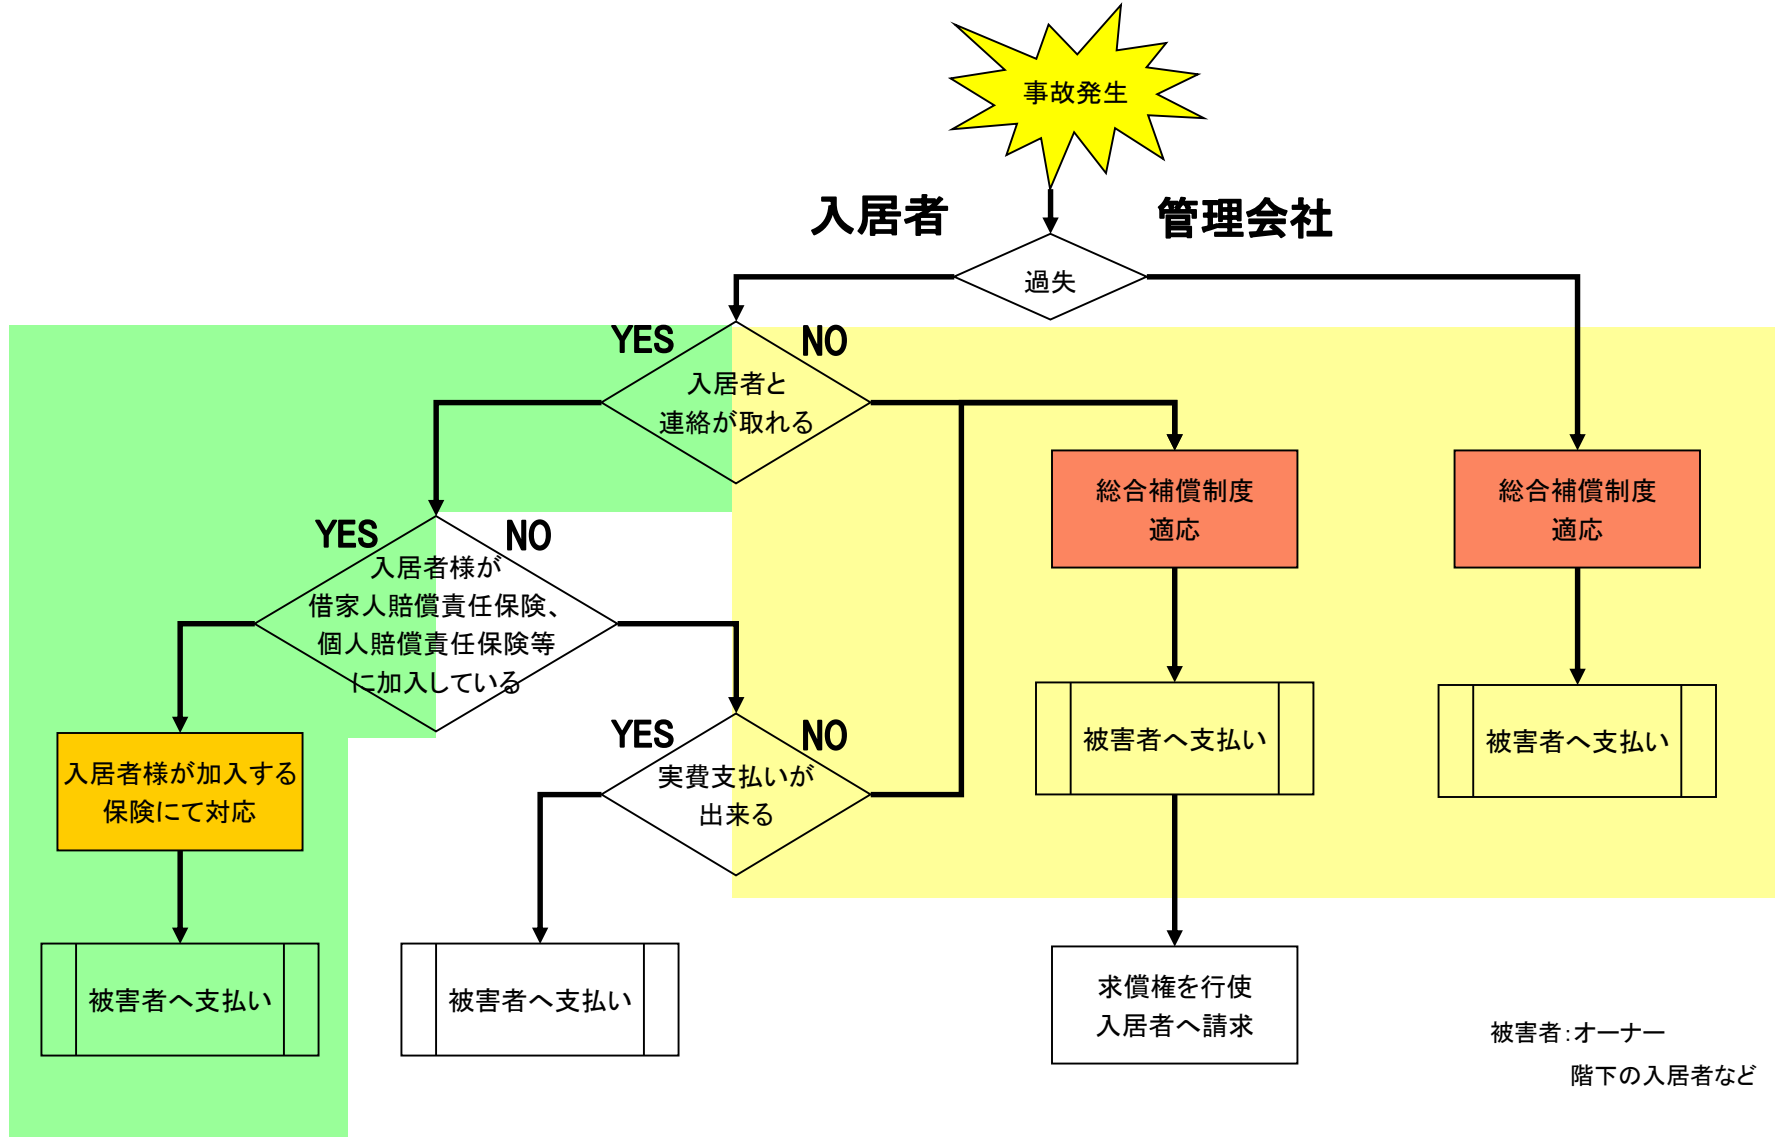 事故発生
入居者
管理会社
過失
YES
NO
入居者と
連絡が取れる
総合補償制度
適応
総合補償制度
適応
YES
NO
入居者様が
借家人賠償責任保険、
個人賠償責任保険等
に加入している
被害者へ支払い
被害者へ支払い
YES
NO
実費支払いが
出来る
入居者様が加入する
保険にて対応
被害者へ支払い
被害者へ支払い
求償権を行使
入居者へ請求
被害者：オーナー
階下の入居者など